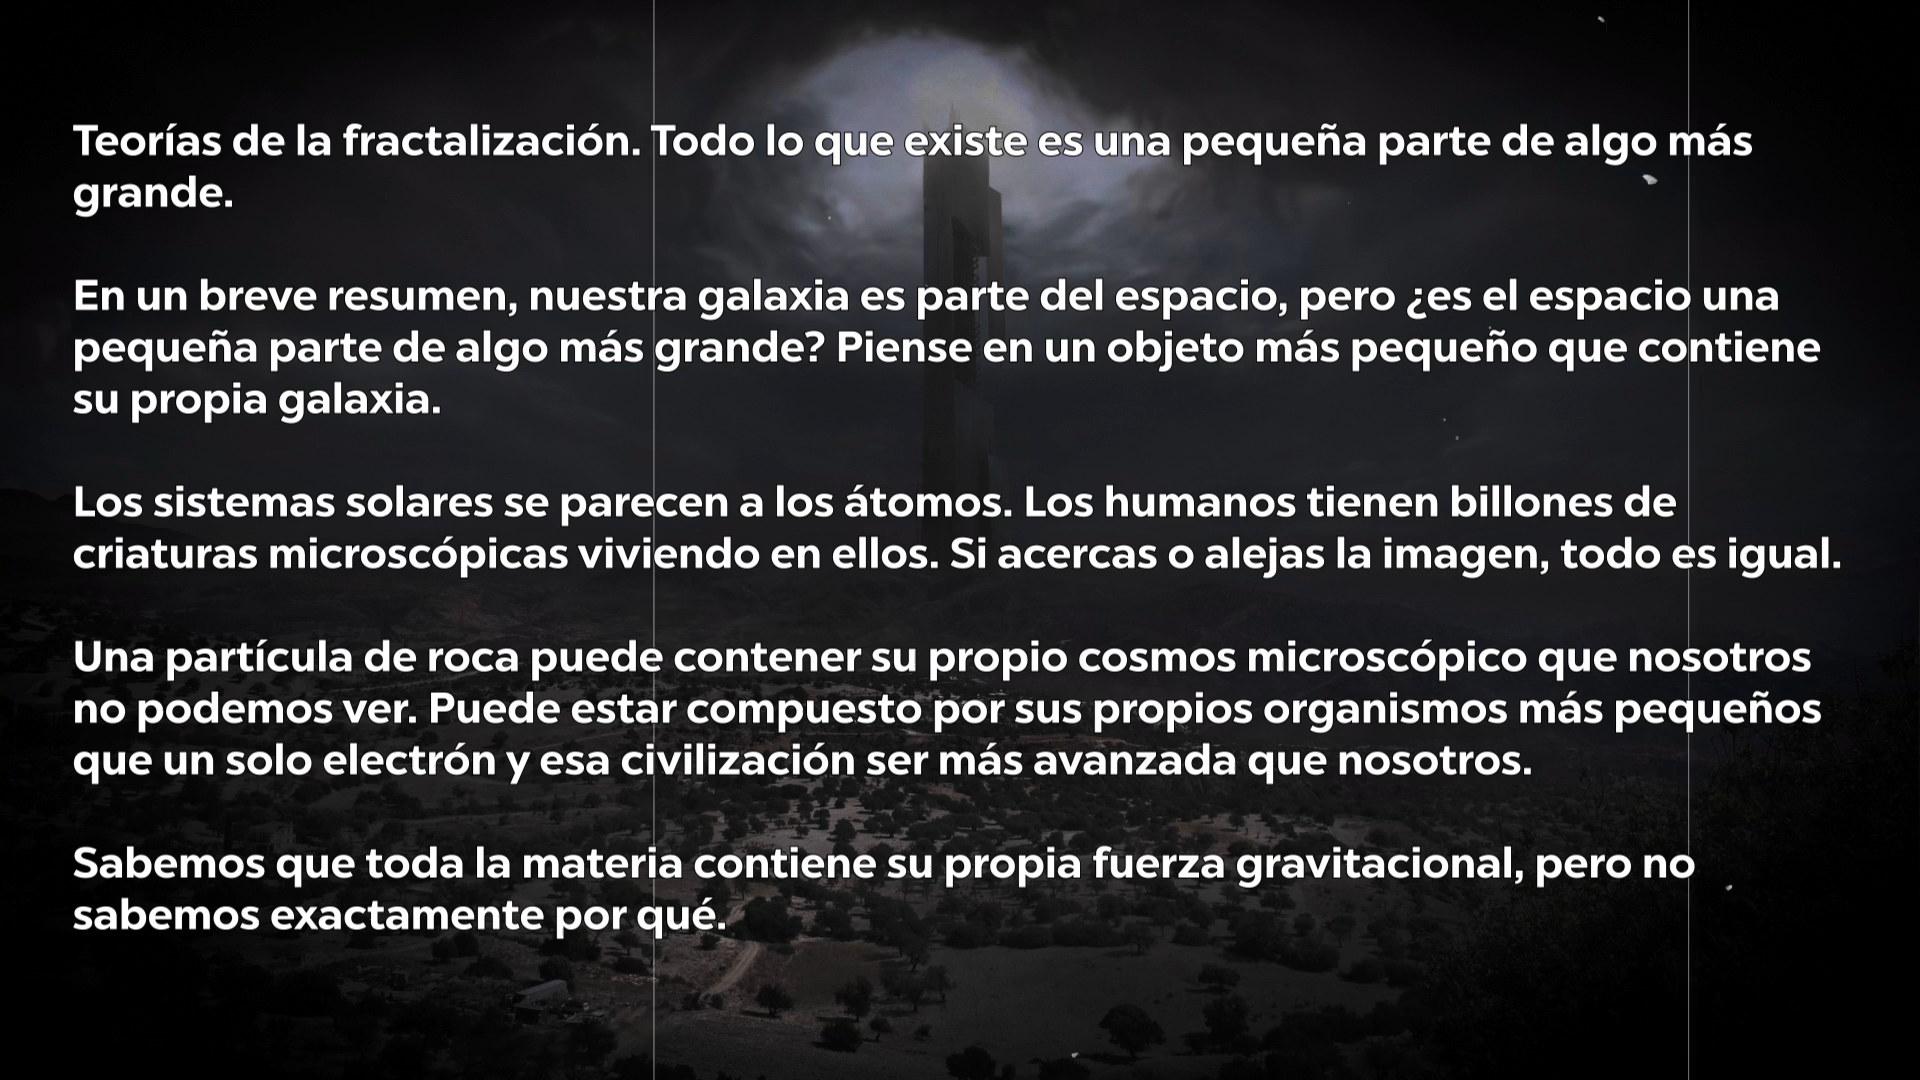 Teorías de la fractalización. Todo lo que existe es una pequeña parte de algo más
grande.
En un breve resumen, nuestra galaxia es parte del espacio, pero ¿es el espacio una
pequeña parte de algo más grande? Piense en un objeto más pequeño que contiene
su propia galaxia.
Los sistemas solares se parecen a los átomos. Los humanos tienen billones de
criaturas microscópicas viviendo en ellos. Si acercas o alejas la imagen, todo es igual.
Una partícula de roca puede contener su propio cosmos microscópico que nosotros
no podemos ver. Puede estar compuesto por sus propios organismos más pequeños
que un solo electrón y esa civilización ser más avanzada que nosotros.
Sabemos que toda la materia contiene su propia fuerza gravitacional, pero no
sabemos exactamente por qué.